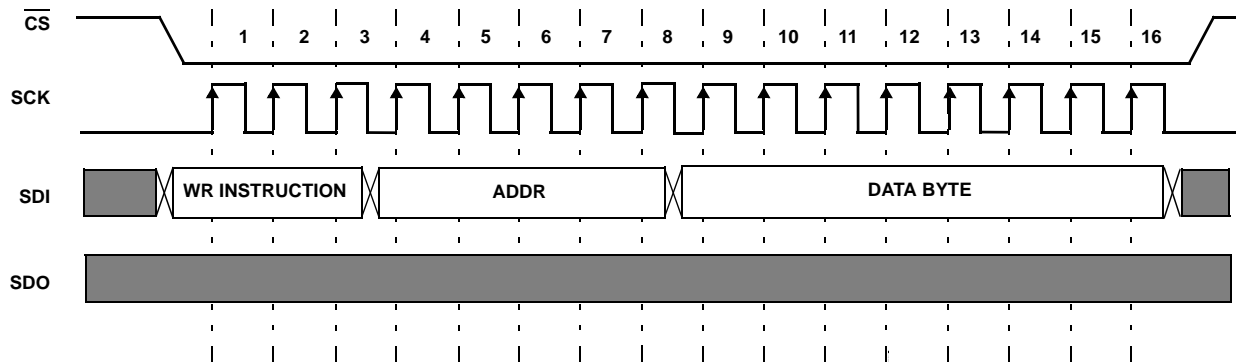 CS
1 2 3 4 5 6 7 8 9 10 11 12 13 14 15 16
SCK
SDI
WR INSTRUCTION
ADDR
DATA BYTE
SDO